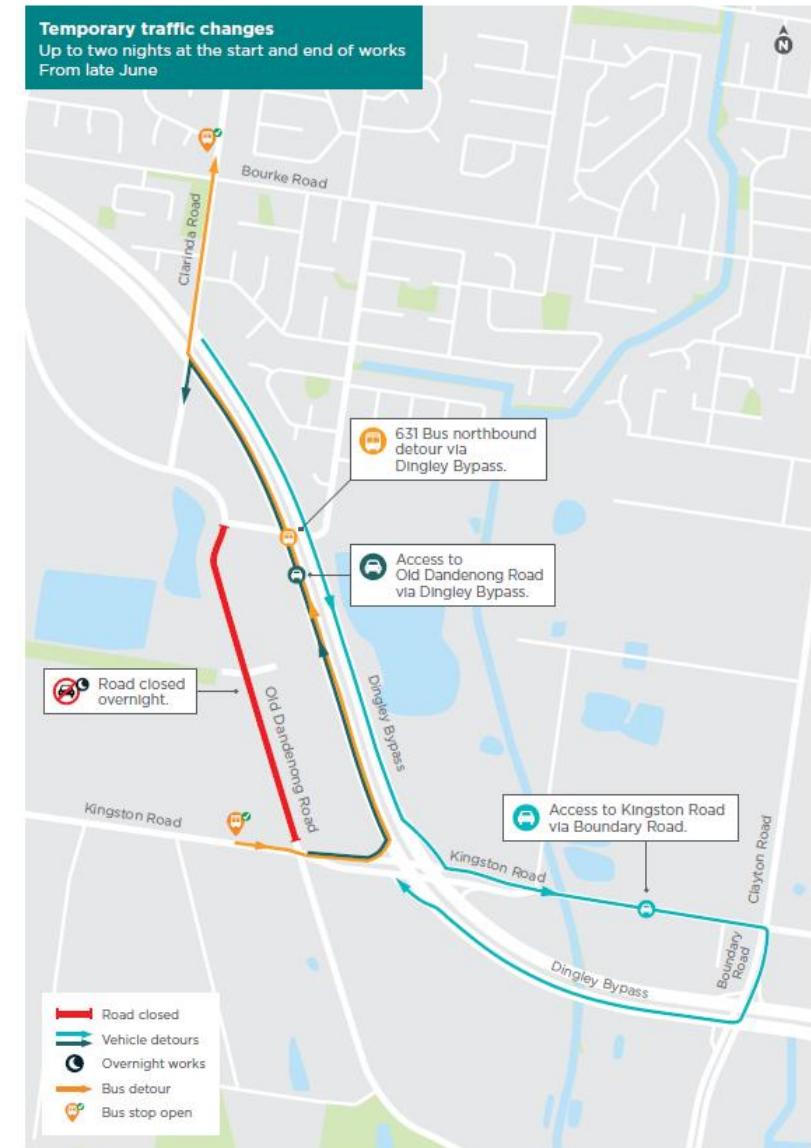 Temporary traffic changes
Up to two nights at the start and end of works
From late June
N
Bourke Road
Clarinda Road
631 Bus northbound
detour via
Dingley Bypass.
Access to
Old Dandenong Road
via Dingley Bypass.
Road closed
overnight.
Old Dandenong Road
Dingley Bypass
Kingston Road
Access to Kingston Road
via Boundary Road.
Kingston Road
Clayton Road
Boundary
Road
Dingley Bypass
Road closed
Vehicle detours
Overnight works
Bus detour
Bus stop open